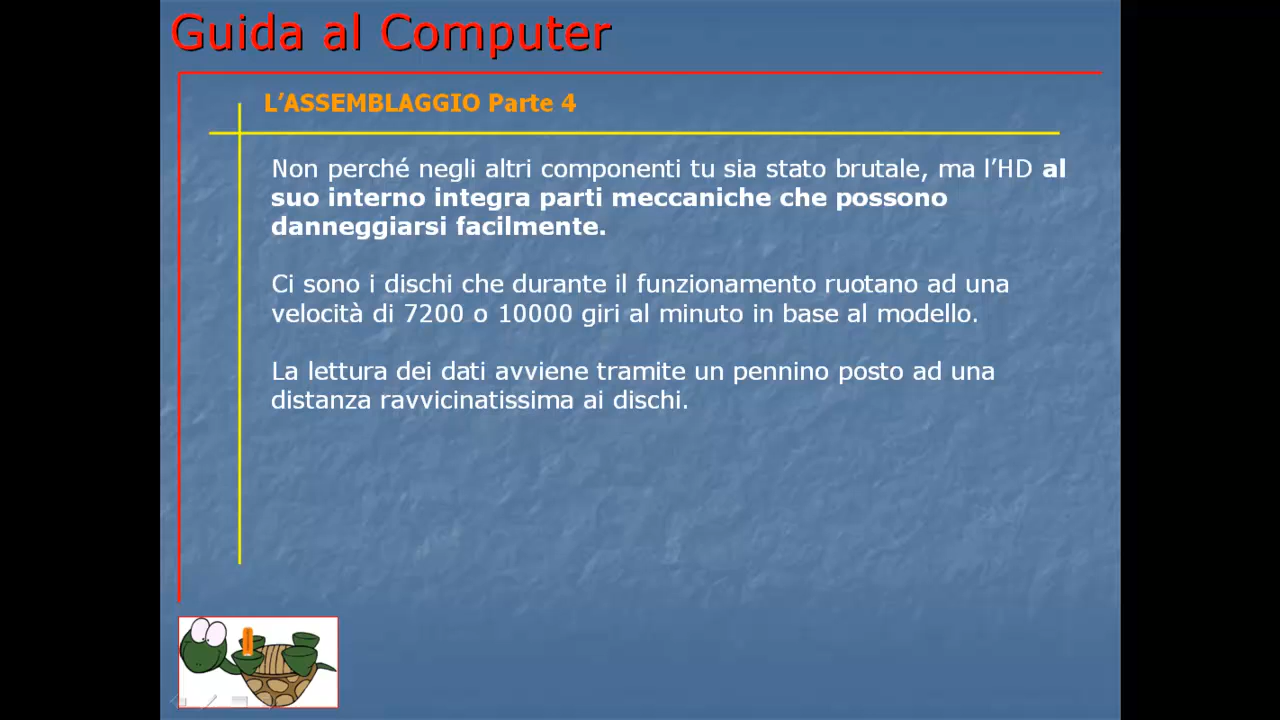 Guida al Computer
L’ASSEMBLAGGIO Parte 4
Non perché negli altri componenti tu sia stato brutale, ma l’HD al
suo interno integra parti meccaniche che possono
danneggiarsi facilmente.
Ci sono i dischi che durante il funzionamento ruotano ad una
velocità di 7200 o 10000 giri al minuto in base al modello.
La lettura dei dati avviene tramite un pennino posto ad una
distanza ravvicinatissima ai dischi.